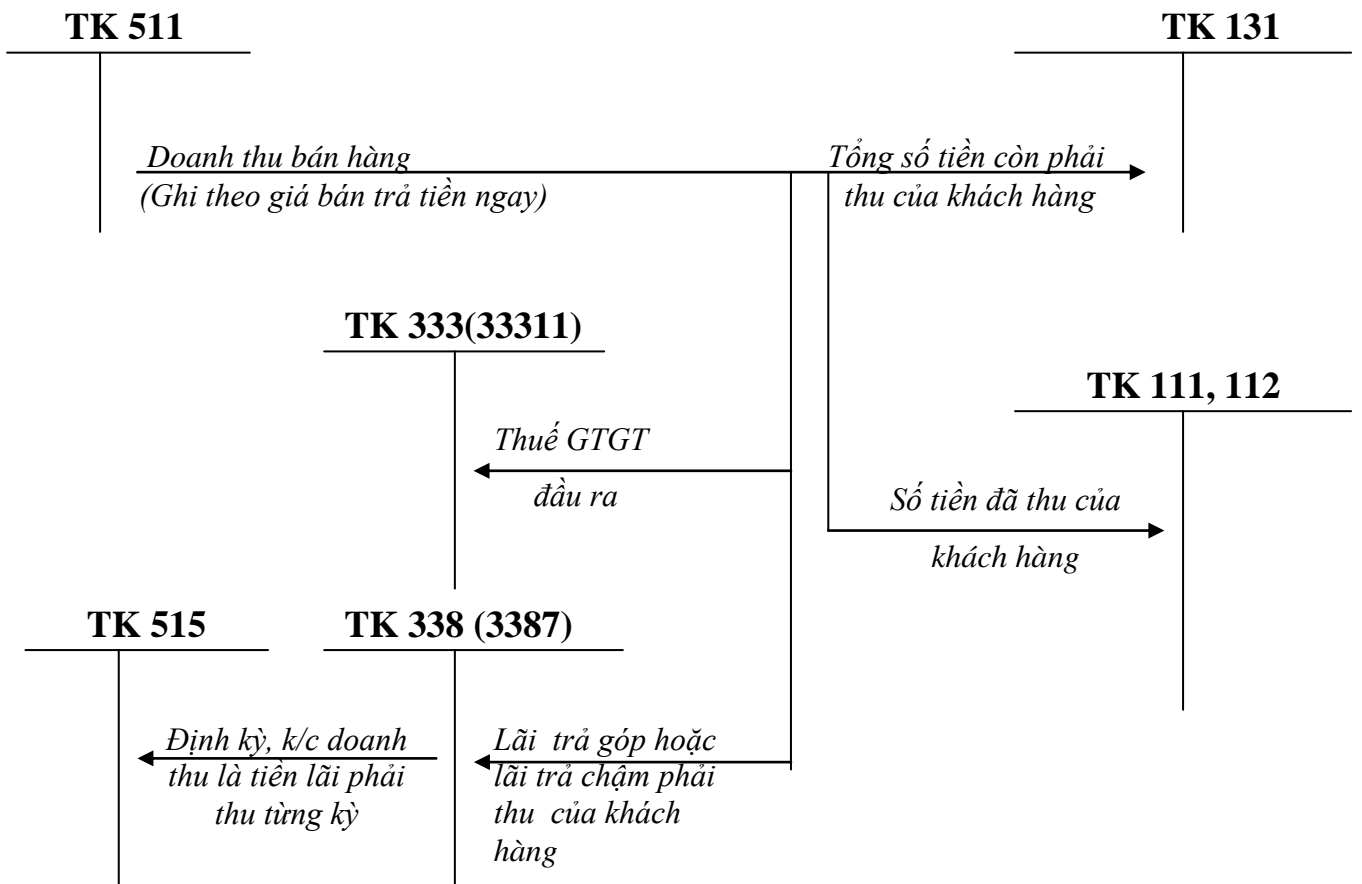 TK 511
TK 131
Doanh thu bán hàng
(Ghi theo giá bán trả tiền ngay)
Tổng số tiền còn phải
thu của khách hàng
TK 333(33311)
TK 111, 112
Thuế GTGT
đầu ra
Số tiền đã thu của
khách hàng
TK 515
TK 338 (3387)
Định kỳ, k/c doanh
thu là tiền lãi phải
thu từng kỳ
Lãi trả góp hoặc
lãi trả chậm phải
thu của khách
hàng